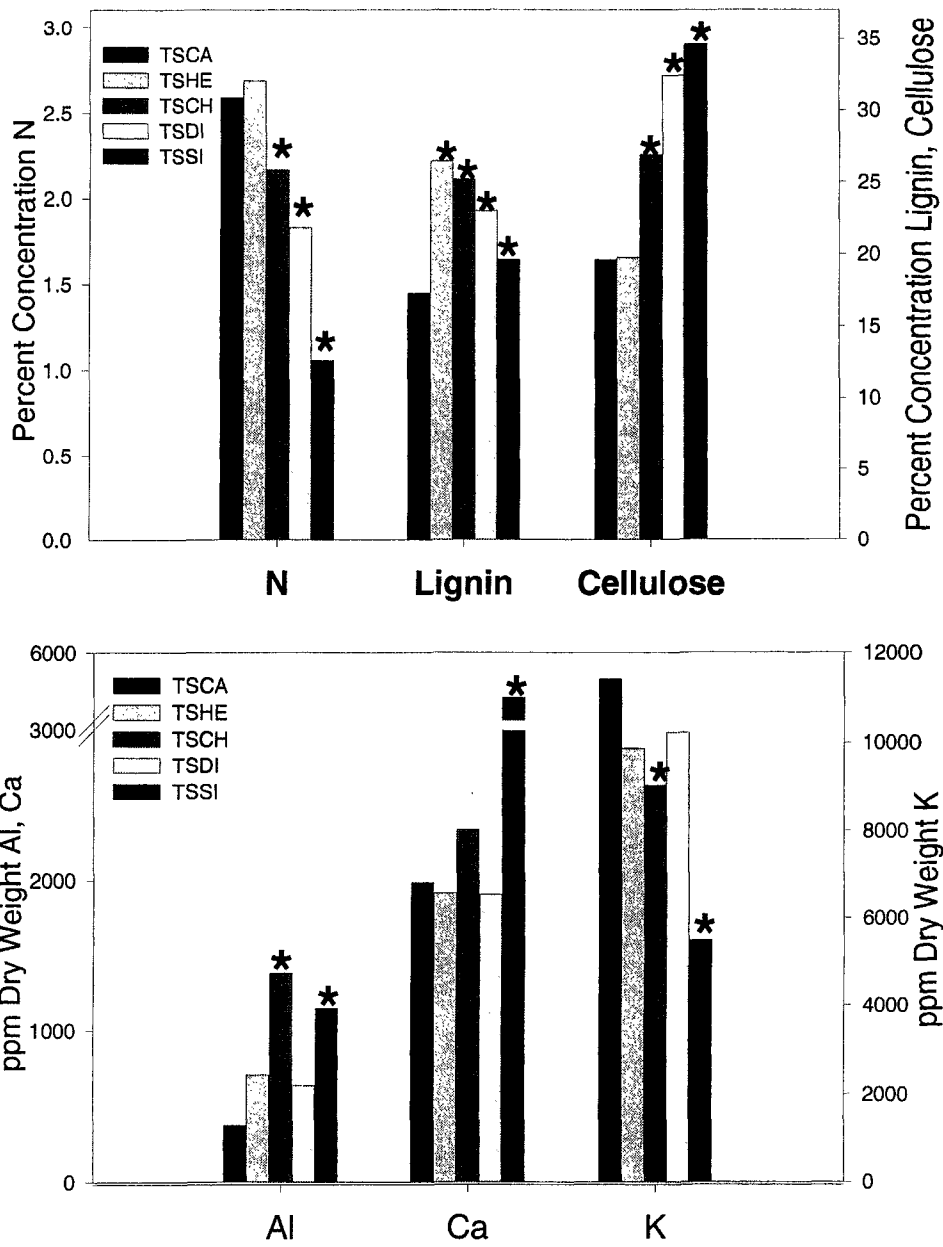 Percent Concentration N
3.0
2.5
2.0
1.5
1.0
0.5
0.0
TSCA
TSHE
TSCH
TSDI
TSSI
* * * * * * * * * *
35
30
25
20
15
10
5
0
Percent Concentration Lignin, Cellulose
N Lignin Cellulose
ppm Dry Weight Al, Ca
6000
3000
2000
1000
0
TSCA
TSHE
TSCH
TSDI
TSSI
* * * * *
12000
10000
8000
6000
4000
2000
0
ppm Dry Weight K
Al Ca K